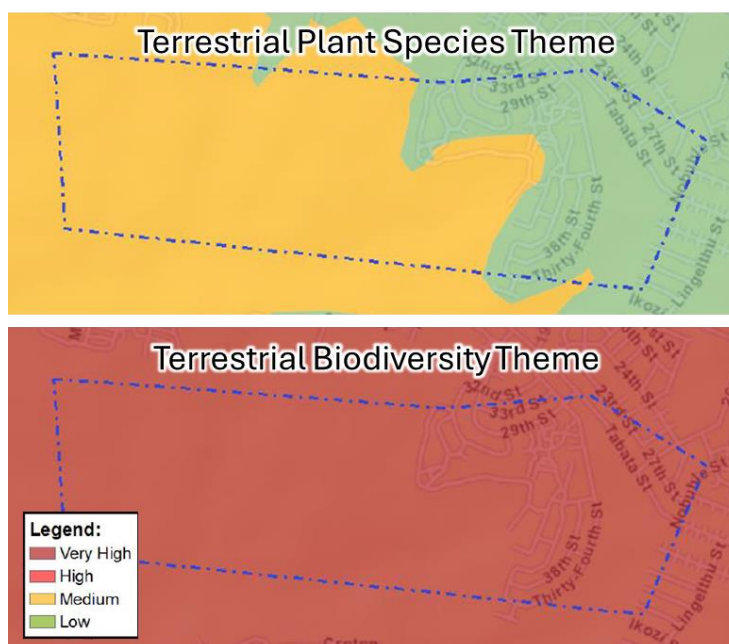 Terrestrial Plant Species Theme
32nd St
33rd St
29th St
24th St
23rd St
27th St
Tabata St
Nobuhle St
38th St
Thirty-Fourth St
Lingelihu St
Terrestrial Biodiversity Theme
32nd St
33rd St
29th St
24th St
23rd St
27th St
Tabata St
38th St
Thirty-Fourth St
Lingelihu St
Legend:
Very High
High
Medium
Low